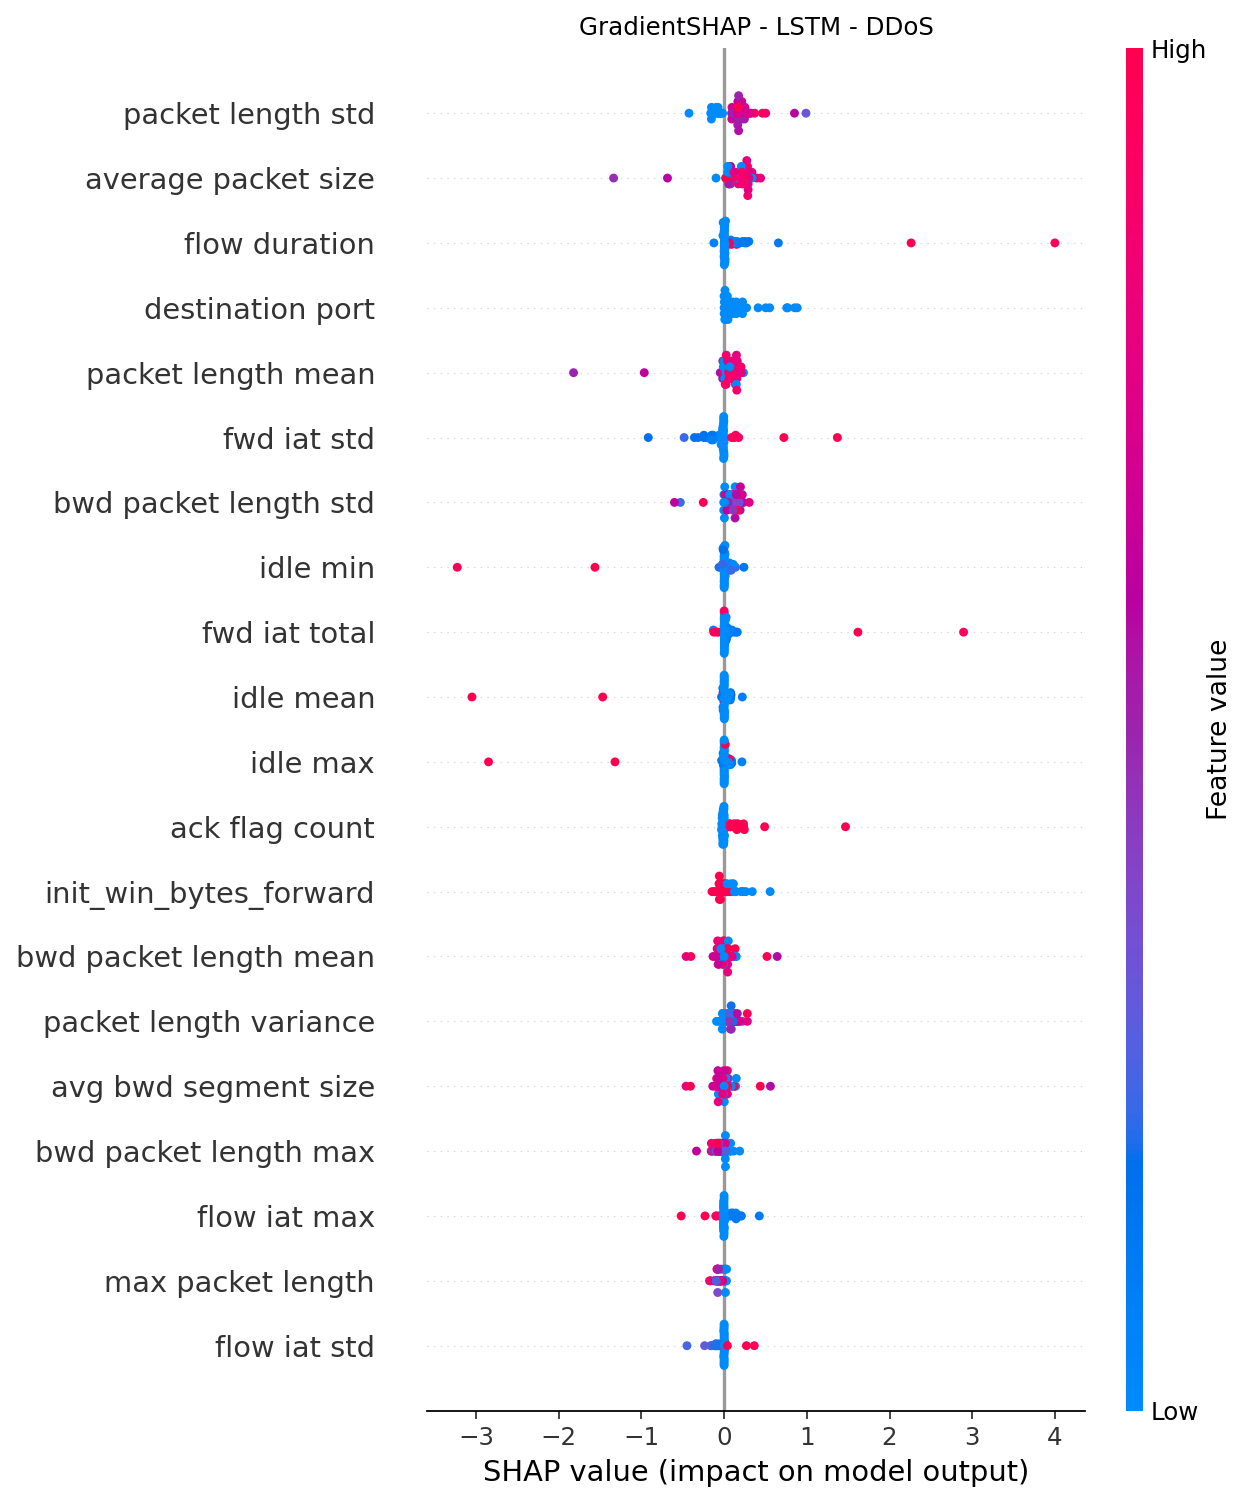 GradientSHAP - LSTM - DDoS
High
packet length std
average packet size
flow duration
destination port
packet length mean
fwd iat std
bwd packet length std
idle min
fwd iat total
idle mean
idle max
ack flag count
init_win_bytes_forward
bwd packet length mean
packet length variance
avg bwd segment size
bwd packet length max
flow iat max
max packet length
flow iat std
Feature value
Low
−3 −2 −1 0 1 2 3 4
SHAP value (impact on model output)